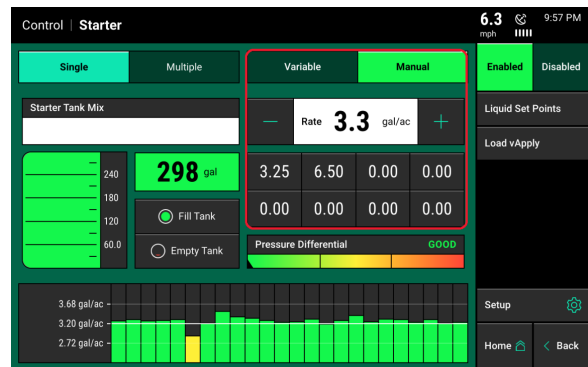 Control | Starter
6.3
mph
9:57 PM
Single
Multiple
Variable
Manual
Enabled
Disabled
Starter Tank Mix
Rate 3.3 gal/ac
Liquid Set Points
Load vApply
240
180
120
60.0
298 gal
Fill Tank
Empty Tank
3.25 6.50 0.00 0.00
0.00 0.00 0.00 0.00
Pressure Differential GOOD
3.68 gal/ac
3.20 gal/ac
2.72 gal/ac
Setup
Home
Back